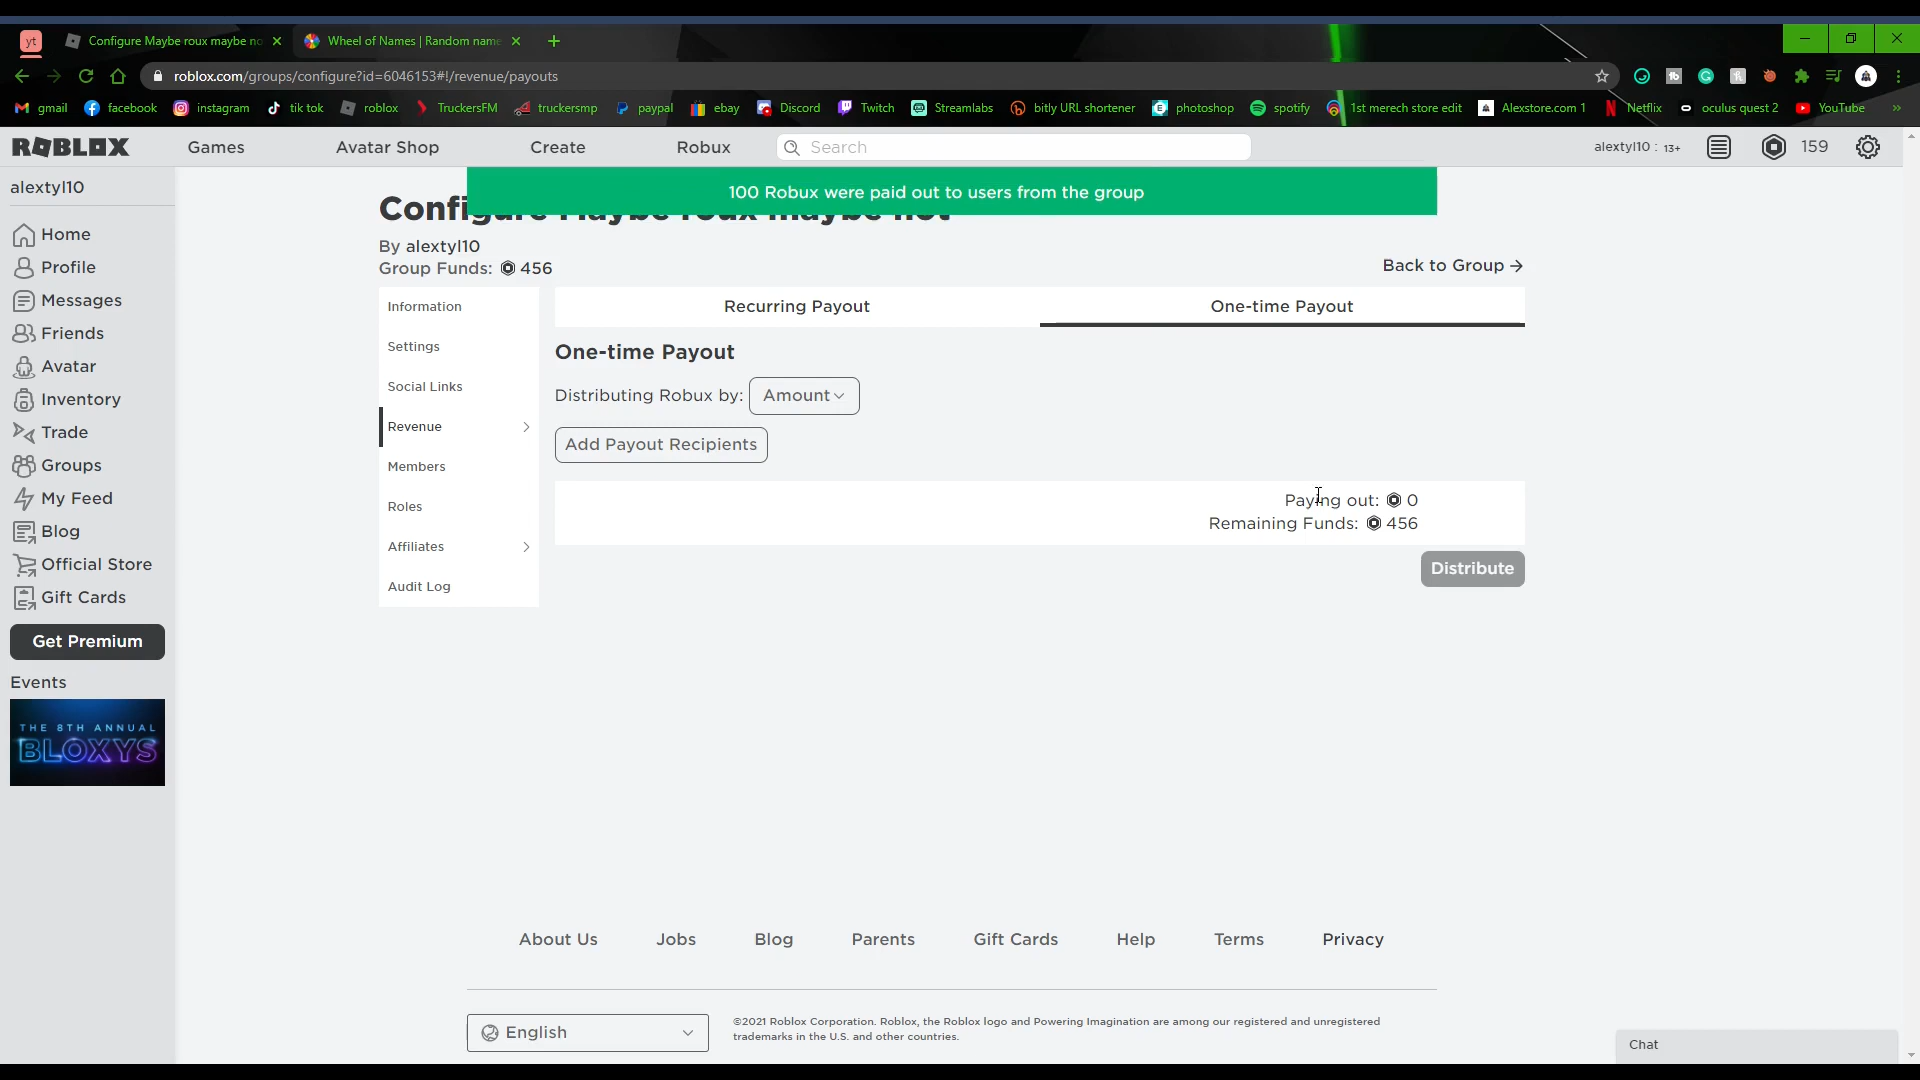 yt
Configure Maybe roux maybe no
Wheel of Names | Random name
roblox.com/groups/configure?id=6046153#!/revenue/payouts
gmail facebook instagram tik tok roblox TruckersFM truckersmp paypal ebay Discord Twitch Streamlabs bitly URL shortener photoshop spotify 1st merech store edit Alexstore.com 1 Netflix oculus quest 2 YouTube
ROBLOX Games Avatar Shop Create Robux Search alextyl10 : 13+ 159
alextyl10
Home
Profile
Messages
Friends
Avatar
Inventory
Trade
Groups
My Feed
Blog
Official Store
Gift Cards
Get Premium
Events
THE 8TH ANNUAL
BLOXYS
100 Robux were paid out to users from the group
Configure Maybe roux maybe not
By alextyl10
Group Funds: 456
Back to Group
Information
Settings
Social Links
Revenue
Members
Roles
Affiliates
Audit Log
Recurring Payout One-time Payout
One-time Payout
Distributing Robux by: Amount
Add Payout Recipients
Paying out: 0
Remaining Funds: 456
Distribute
About Us Jobs Blog Parents Gift Cards Help Terms Privacy
English
©2021 Roblox Corporation. Roblox, the Roblox logo and Powering Imagination are among our registered and unregistered
trademarks in the U.S. and other countries.
Chat